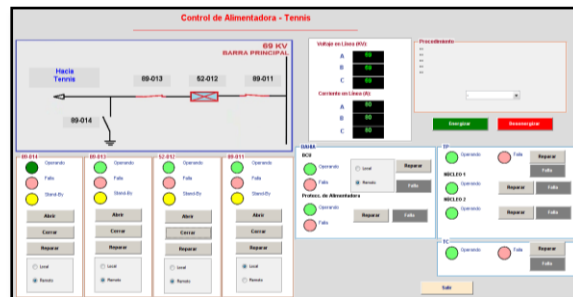 Control de Alimentadora - Tennis
69 KV
BARRA PRINCIPAL
Hacia
Tennis
89-013
52-012
89-011
89-014
Voltaje en Línea (KV):
A
B
C
Corriente en Línea (A)
A 80
B 80
C 80
Procedimiento
Energizar
Desenergizar
89-014
Operando
Falla
Stand-By
Abrir
Cerrar
Reparar
Local
Remoto
89-013
Operando
Falla
Stand-By
Abrir
Cerrar
Reparar
Local
Remoto
52-012
Operando
Falla
Stand-By
Abrir
Cerrar
Reparar
Local
Remoto
89-011
Operando
Falla
Stand-By
Abrir
Cerrar
Reparar
Local
Remoto
BAHIA
BCU
Operando
Falla
Local
Remoto
Reparar
Falla
Protecc. de Alimentadora
Operando
Falla
Reparar
Falla
Operando
Falla
Reparar
Falla
NÚCLEO 1
Operando
Reparar
Falla
NÚCLEO 2
Operando
Reparar
Falla
Operando
Falla
Reparar
Falla
Salir